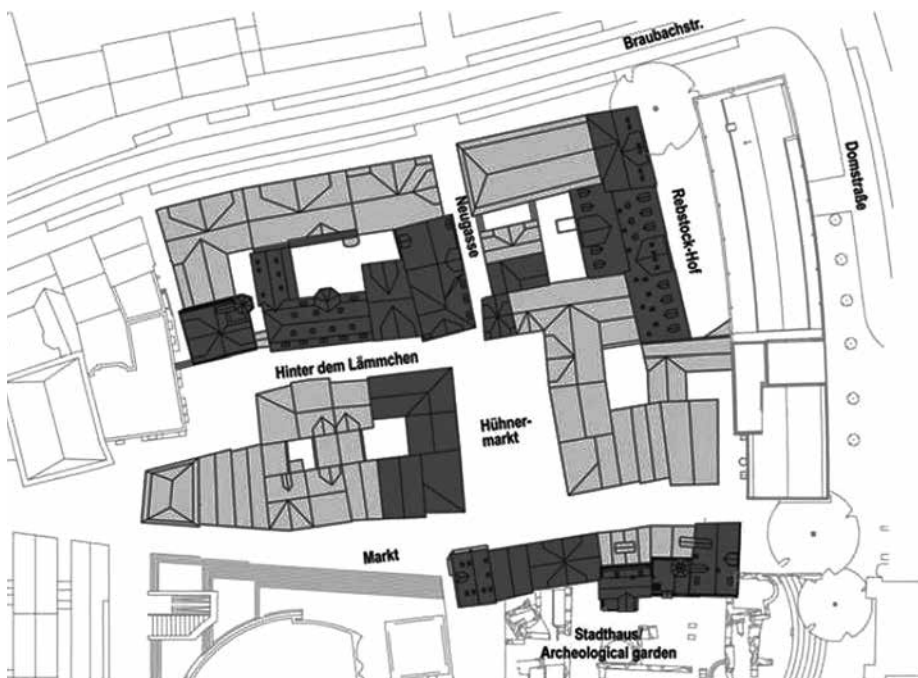 Braubachstr.
Domstraße
Neugasse
Rebstock-Hof
Hinter dem Lämmchen
Hühner-
markt
Markt
Stadthaus/
Archeological garden